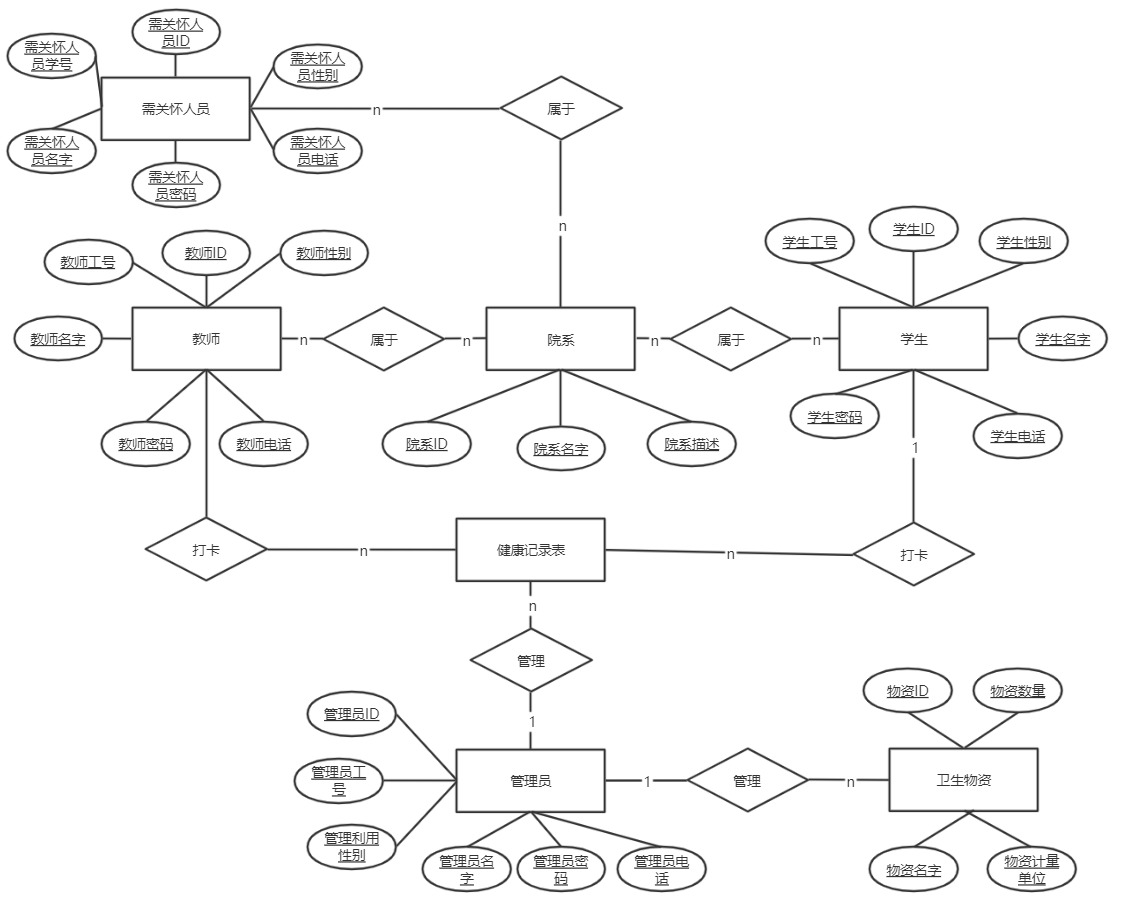 需关怀人
员ID
需关怀人
员学号
需关怀人
员性别
需关怀人员
n
属于
需关怀人
员名字
需关怀人
员电话
需关怀人
员密码
n
教师工号
教师ID
教师性别
学生工号
学生ID
学生性别
教师名字
教师
n
属于
n
院系
n
属于
n
学生
学生名字
教师密码
教师电话
院系ID
院系名字
院系描述
学生密码
学生电话
1
打卡
n
健康记录表
n
打卡
n
管理
1
管理员ID
管理员工
号
管理利用
性别
管理员
1
管理
n
卫生物资
物资ID
物资数量
管理员名
字
管理员密
码
管理员电
话
物资名字
物资计量
单位